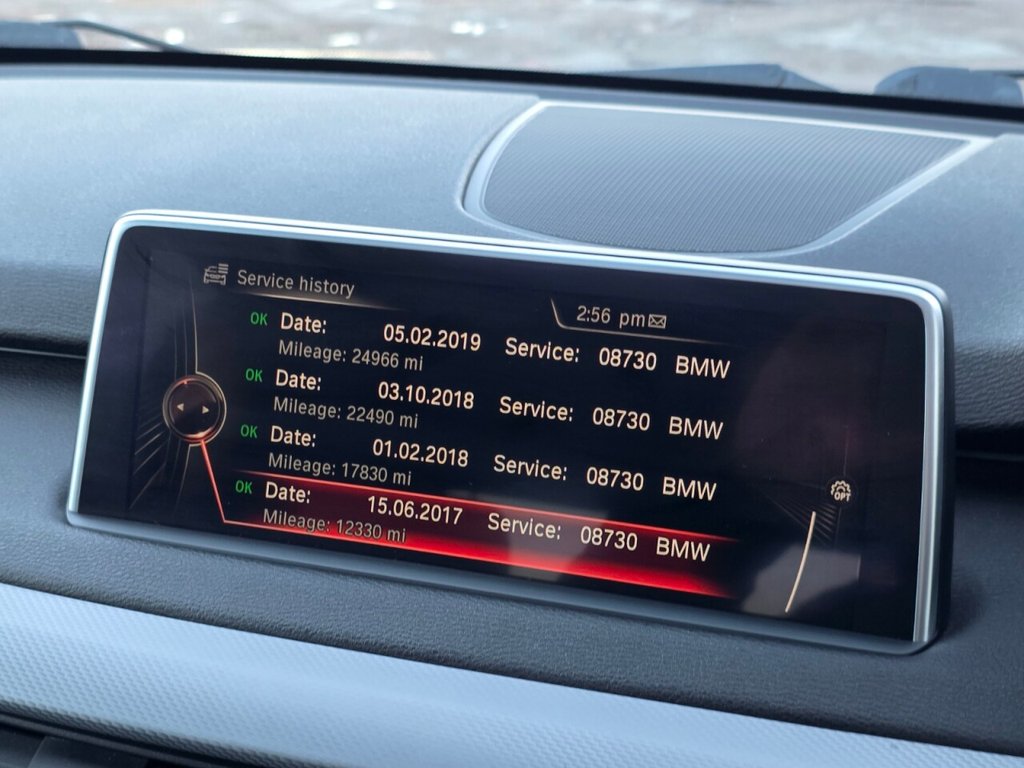 Service history
2:56 pm
OK Date: 05.02.2019 Service: 08730 BMW
Mileage: 24966 mi
OK Date: 03.10.2018 Service: 08730 BMW
Mileage: 22490 mi
OK Date: 01.02.2018 Service: 08730 BMW
Mileage: 17830 mi
OK Date: 15.06.2017 Service: 08730 BMW
Mileage: 12330 mi
OPT